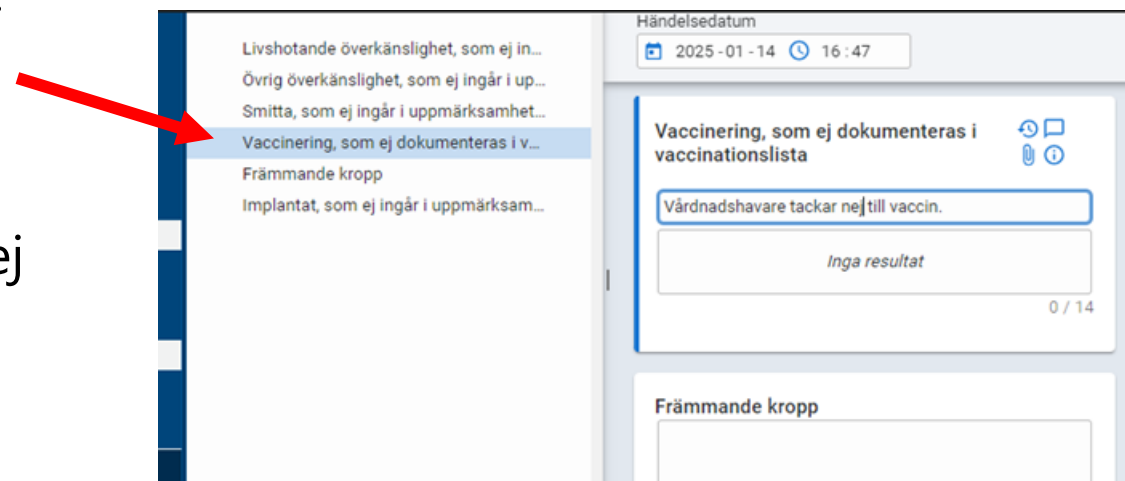 ej
Livshotande överkänslighet, som ej in...
Övrig överkänslighet, som ej ingår i up...
Smitta, som ej ingår i uppmärksamhet...
Vaccinering, som ej dokumenteras i v...
Främmande kropp
Implantat, som ej ingår i uppmärksam...
Händelsedatum
2025-01-14 16:47
Vaccinering, som ej dokumenteras i
vaccinationslista
Vårdnadshavare tackar nej till vaccin.
Inga resultat
0 / 14
Främmande kropp